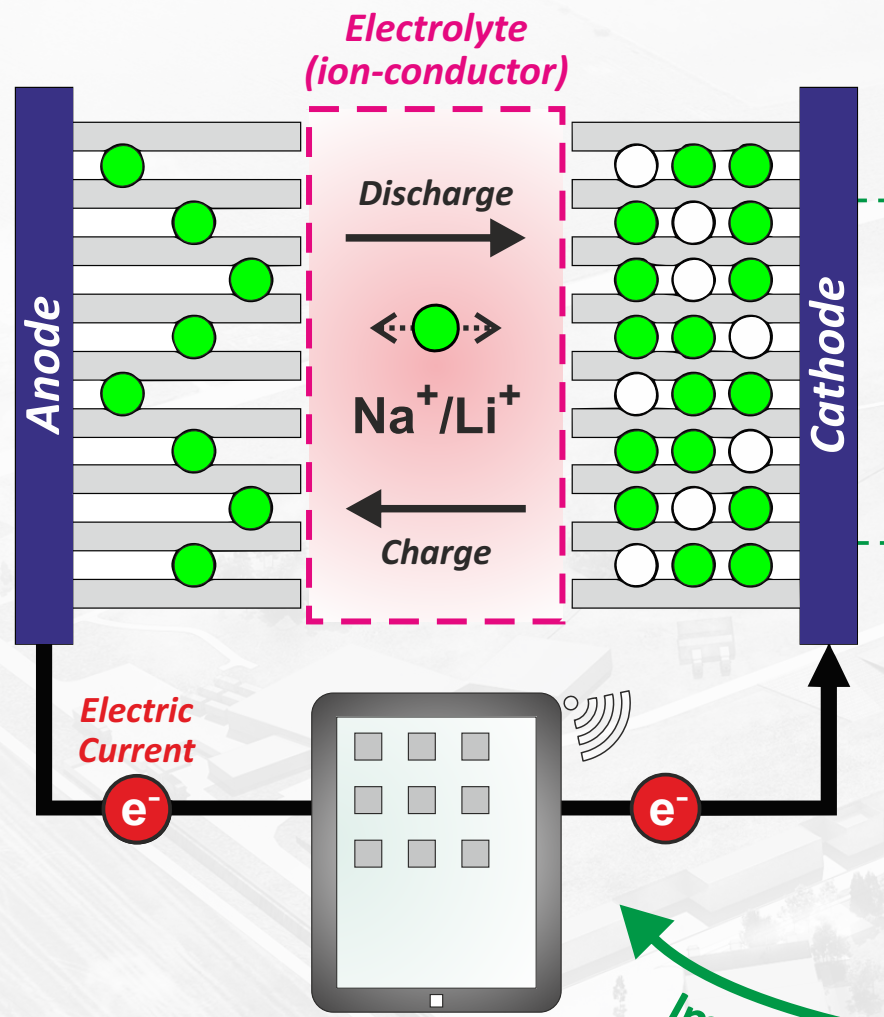 Electrolyte
(ion-conductor)
Discharge
Anode
Cathode
Na⁺/Li⁺
Charge
Electric
Current
e⁻
e⁻